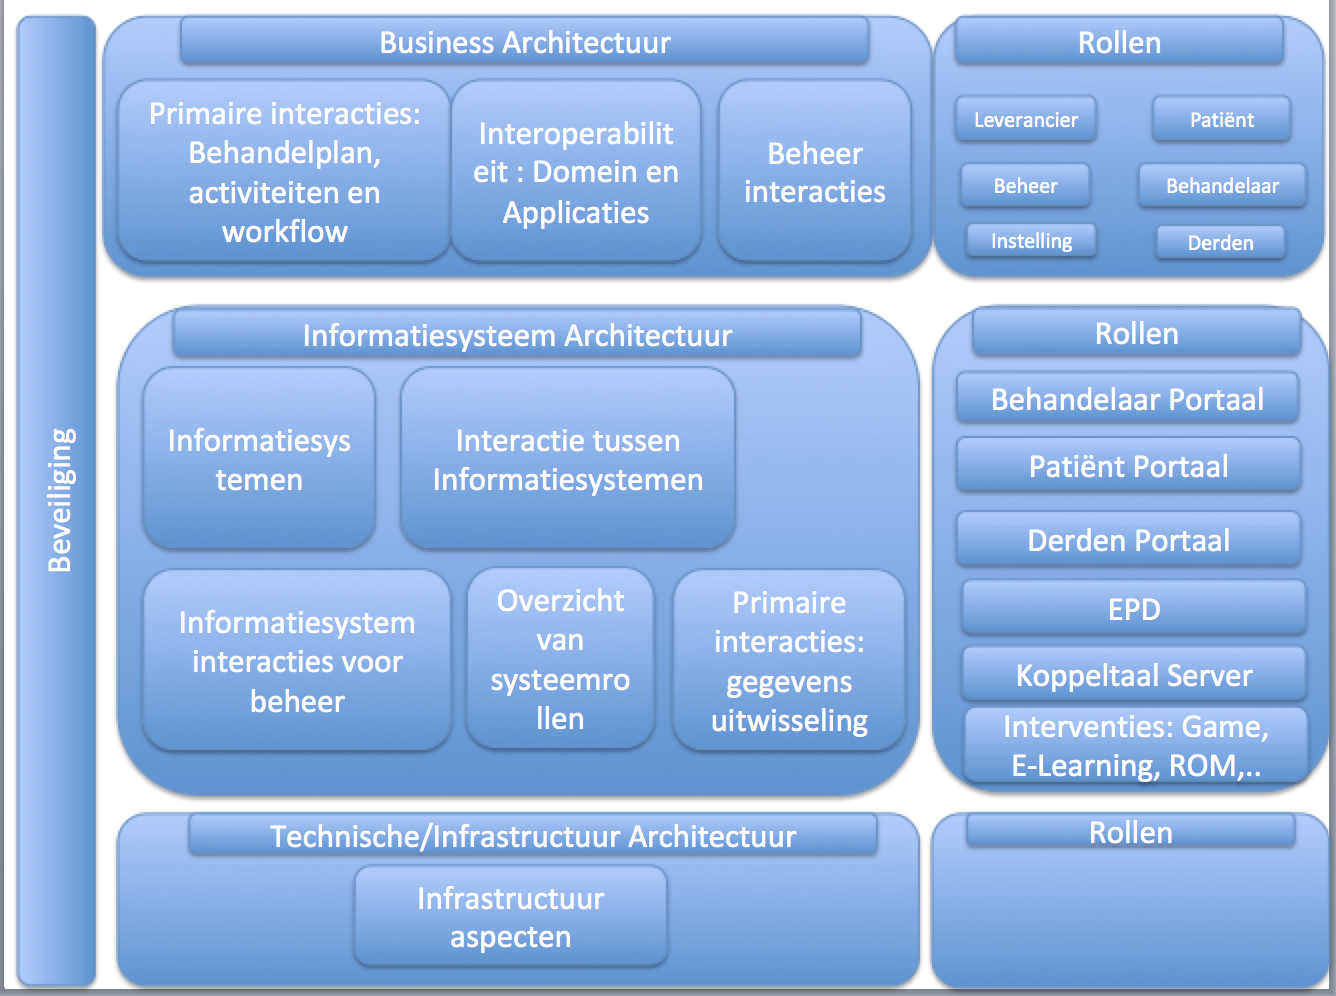 Beveiliging
Business Architectuur
Primaire interacties:
Behandelplan,
activiteiten en
workflow
Interoperabilit
eit : Domein en
Applicaties
Beheer
interacties
Rollen
Leverancier
Patiënt
Beheer
Behandelaar
Instelling
Derden
Informatiesysteem Architectuur
Informatiesys
temen
Interactie tussen
Informatiesystemen
Informatiesystem
interacties voor
beheer
Overzicht
van
systeemro
llen
Primaire
interacties:
gegevens
uitwisseling
Rollen
Behandelaar Portaal
Patiënt Portaal
Derden Portaal
EPD
Koppeltaal Server
Interventies: Game,
E-Learning, ROM,..
Technische/Infrastructuur Architectuur
Infrastructuur
aspecten
Rollen